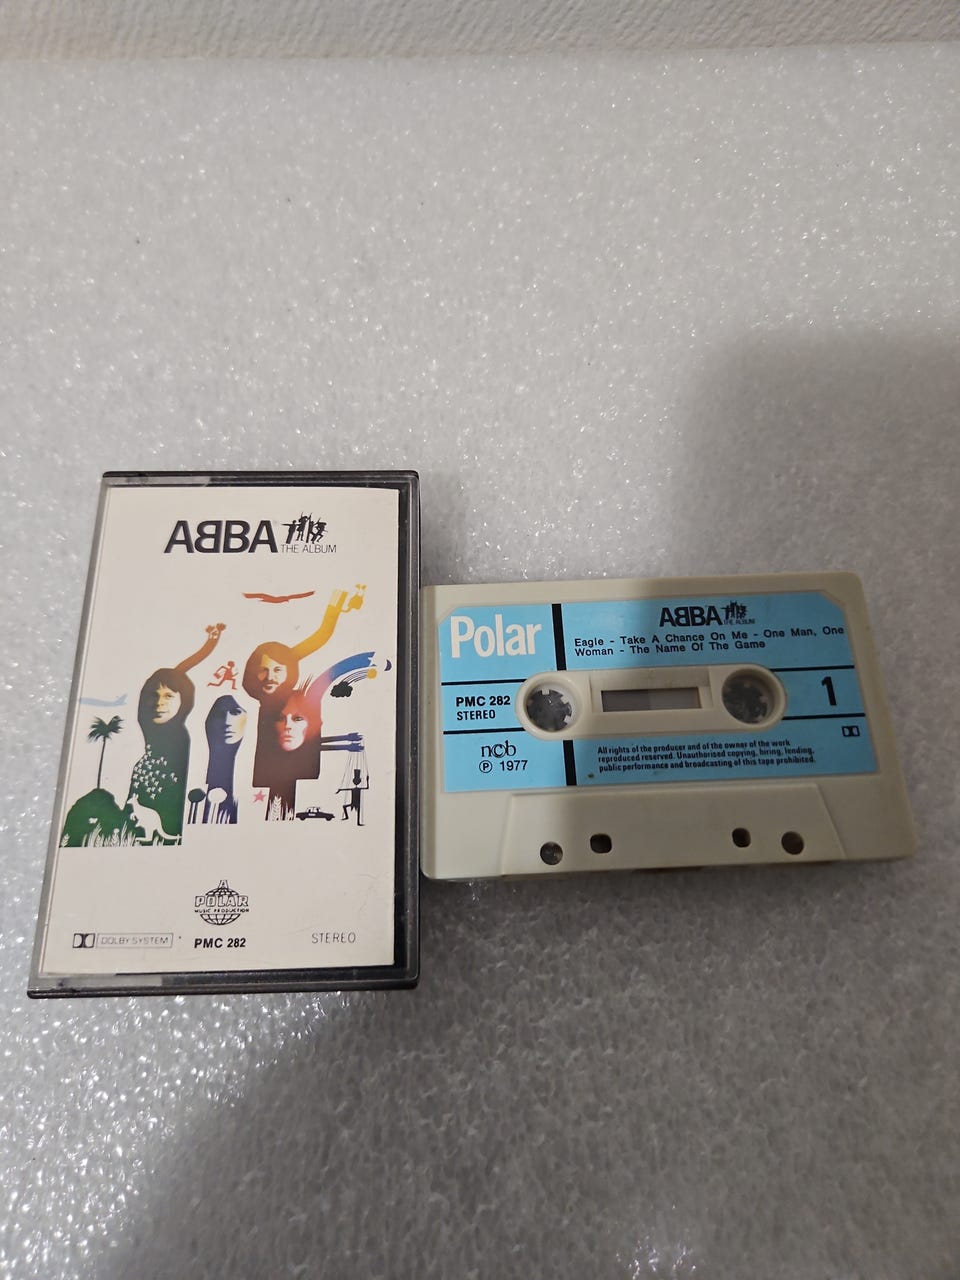 ABBA
THE ALBUM
A
POLAR
MUSIC PRODUCTION
DOLBY SYSTEM
PMC 282
STEREO
Polar
ABBA
THE ALBUM
Eagle - Take A Chance On Me - One Man, One
Woman - The Name Of The Game
PMC 282
STEREO
1
ncb
℗ 1977
All rights of the producer and of the owner of the work
reproduced reserved. Unauthorised copying, hiring, lending,
public performance and broadcasting of this tape prohibited.